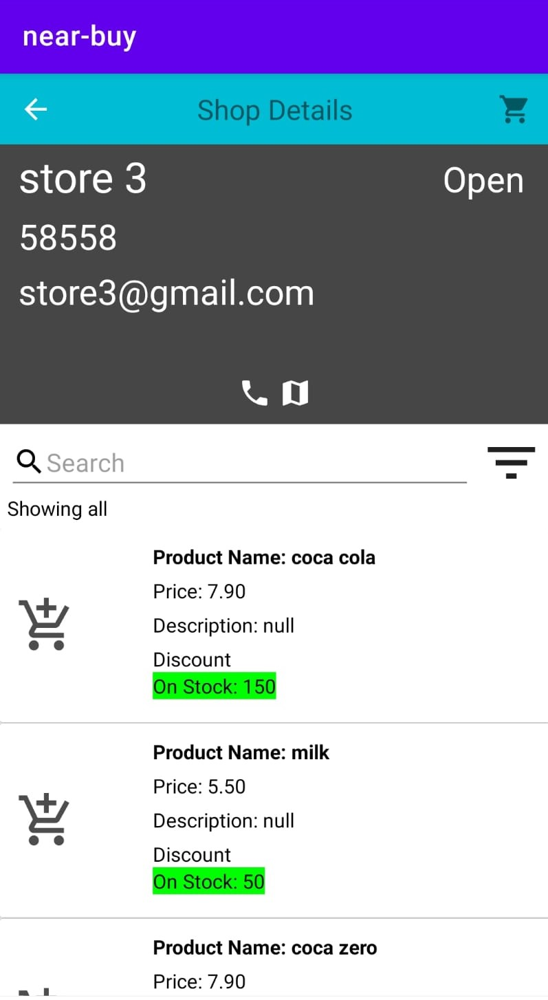 near-buy
Shop Details
store 3 Open
58558
store3@gmail.com
Search
Showing all
Product Name: coca cola
Price: 7.90
Description: null
Discount
On Stock: 150
Product Name: milk
Price: 5.50
Description: null
Discount
On Stock: 50
Product Name: coca zero
Price: 7.90